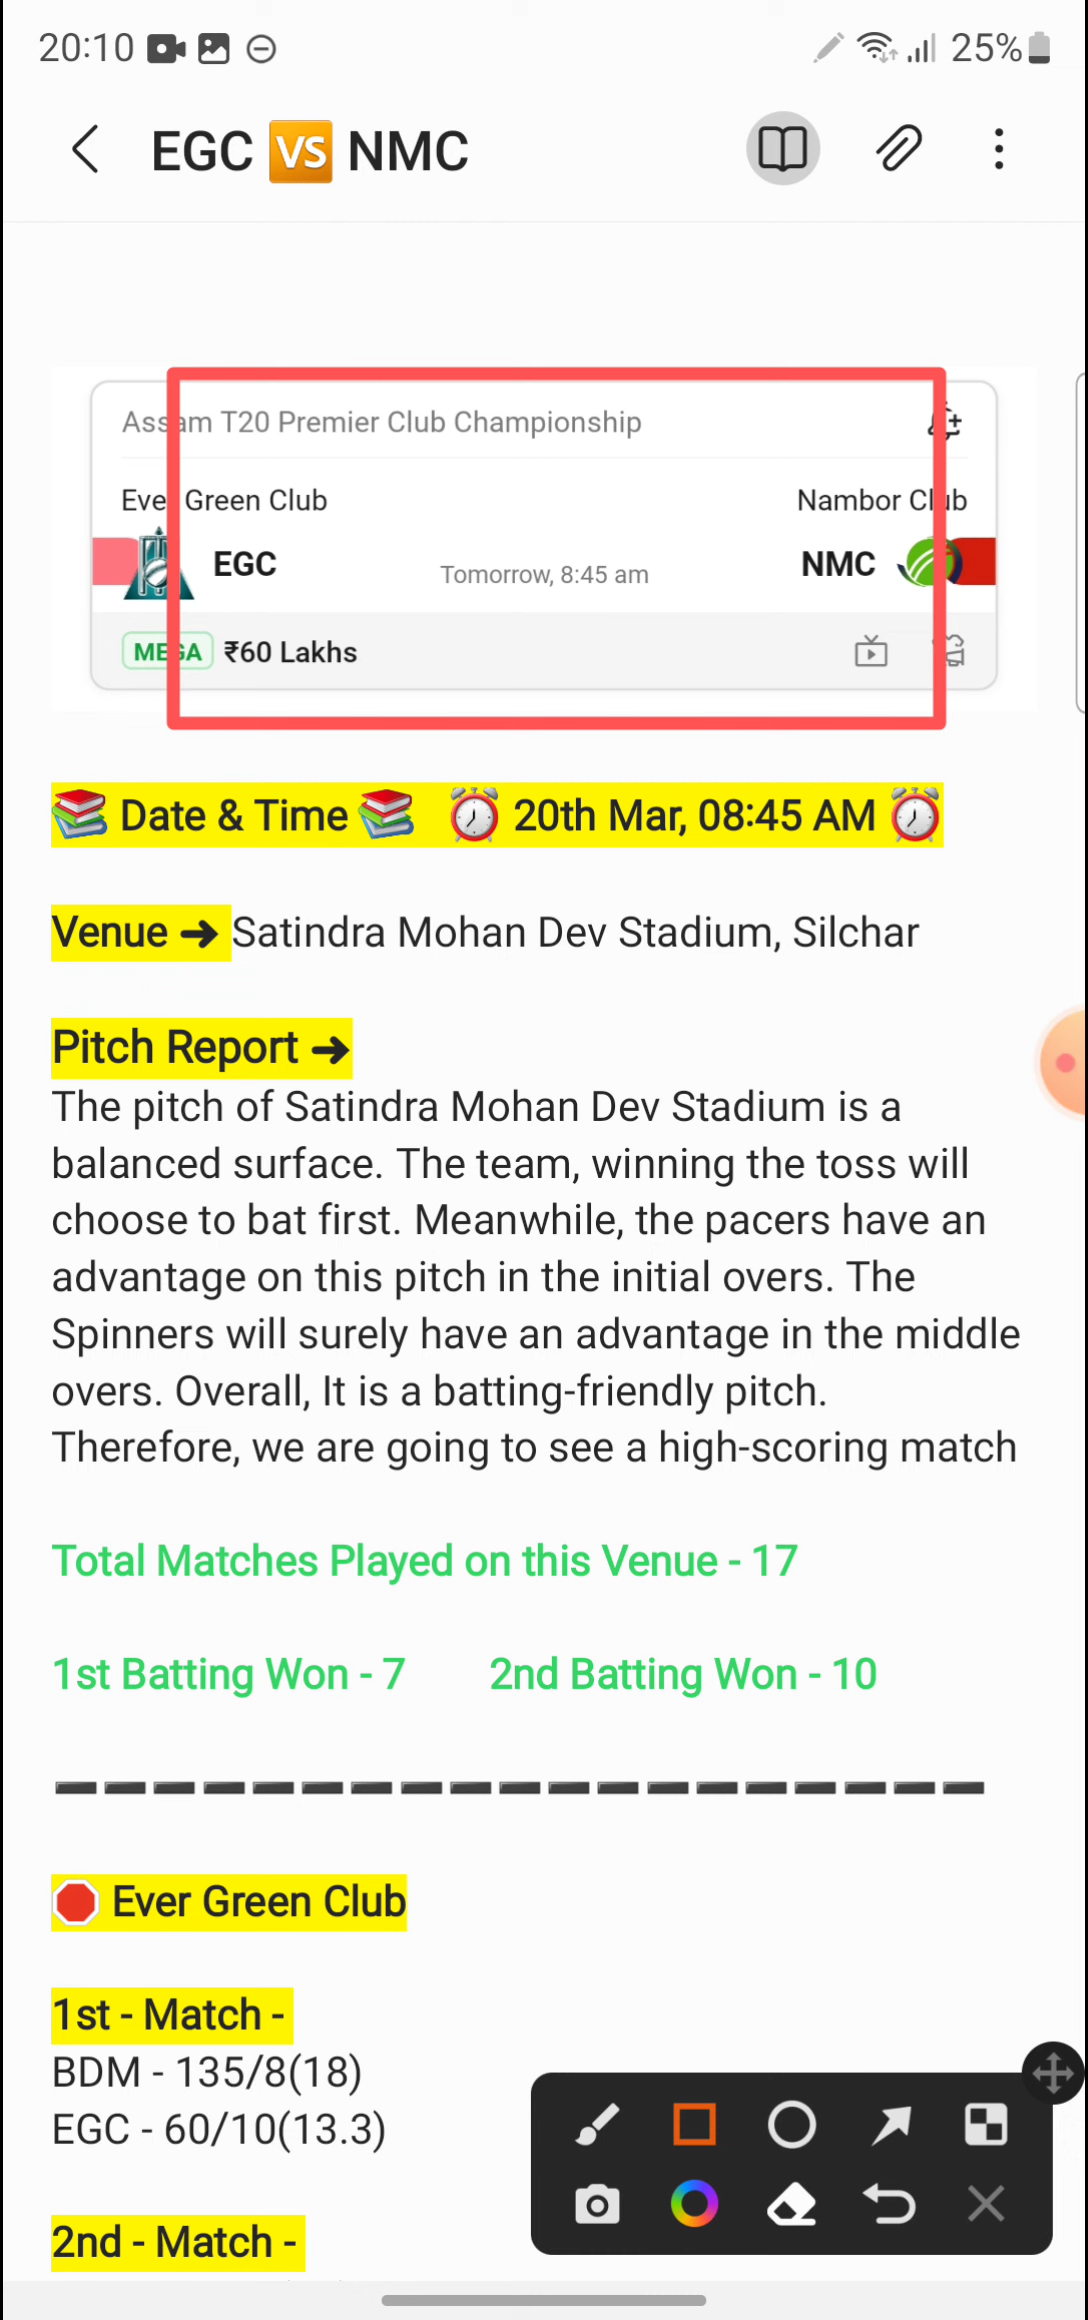 20:10 25%
EGC VS NMC
Assam T20 Premier Club Championship
Ever Green Club Nambor Club
EGC Tomorrow, 8:45 am NMC
MEGA ₹60 Lakhs
📚 Date & Time 📚 ⏰ 20th Mar, 08:45 AM ⏰
Venue ➔ Satindra Mohan Dev Stadium, Silchar
Pitch Report ➔
The pitch of Satindra Mohan Dev Stadium is a
balanced surface. The team, winning the toss will
choose to bat first. Meanwhile, the pacers have an
advantage on this pitch in the initial overs. The
Spinners will surely have an advantage in the middle
overs. Overall, It is a batting-friendly pitch.
Therefore, we are going to see a high-scoring match
Total Matches Played on this Venue - 17
1st Batting Won - 7 2nd Batting Won - 10
🛑 Ever Green Club
1st - Match -
BDM - 135/8(18)
EGC - 60/10(13.3)
2nd - Match -